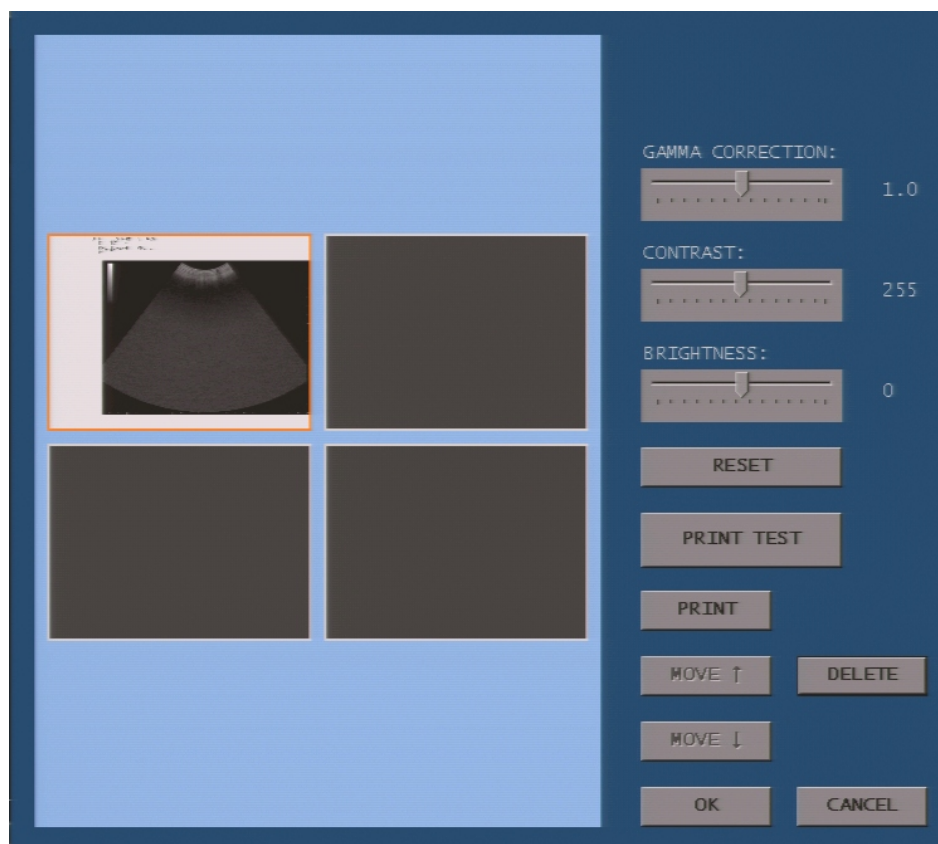 GAMMA CORRECTION:
1.0
CONTRAST:
255
BRIGHTNESS:
0
RESET
PRINT TEST
PRINT
MOVE ↑ DELETE
MOVE ↓
OK CANCEL